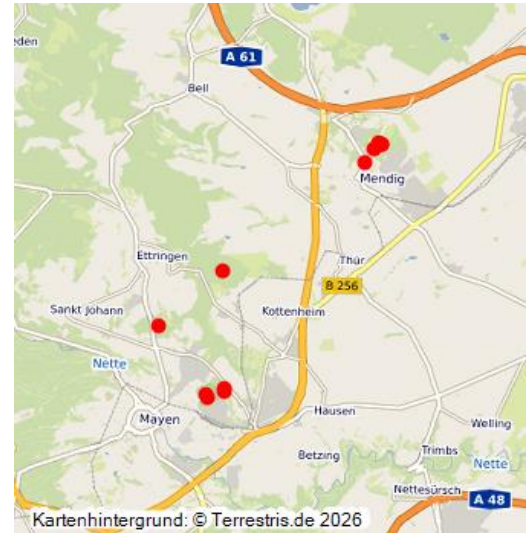 eden
A 61
Bell
Mendig
Ettringen
Thür
B 256
Sankt Johann
Kottenheim
Nette
Mayen
Hausen
Welling
Betzing
Trimbs
Nette
Nettesürsch
A 48
Kartenhintergrund: © Terrestris.de 2026